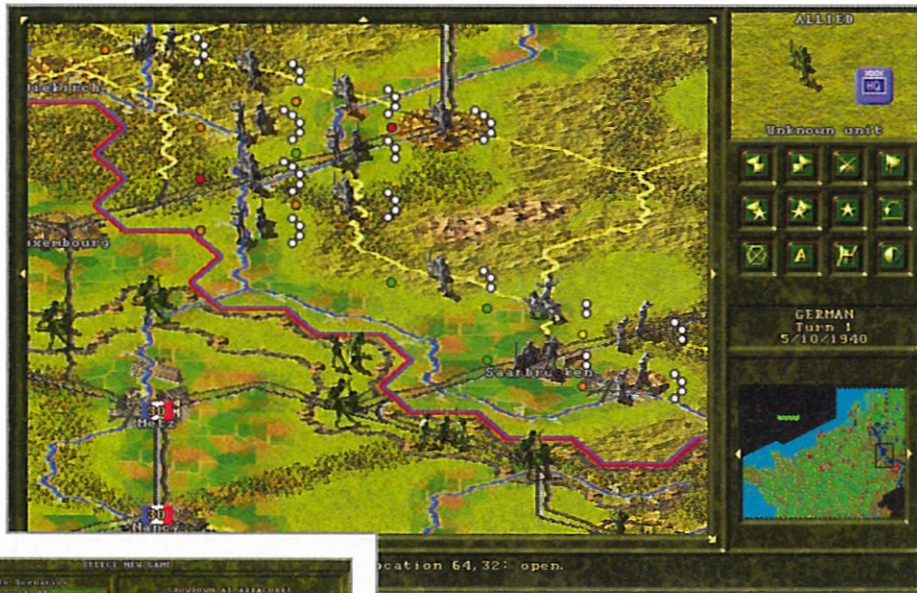 ALLIED
HQ
Unknown unit
A
GERMAN
Turn 1
5/10/1940
Saarbrucken
30
Metz
30
Nancy
ocation 64,32: open.
SELECT NEW GAME